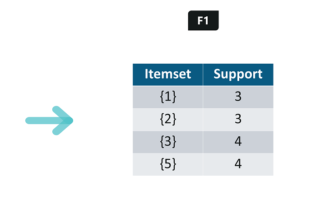 F1
Itemset Support
{1} 3
{2} 3
{3} 4
{5} 4